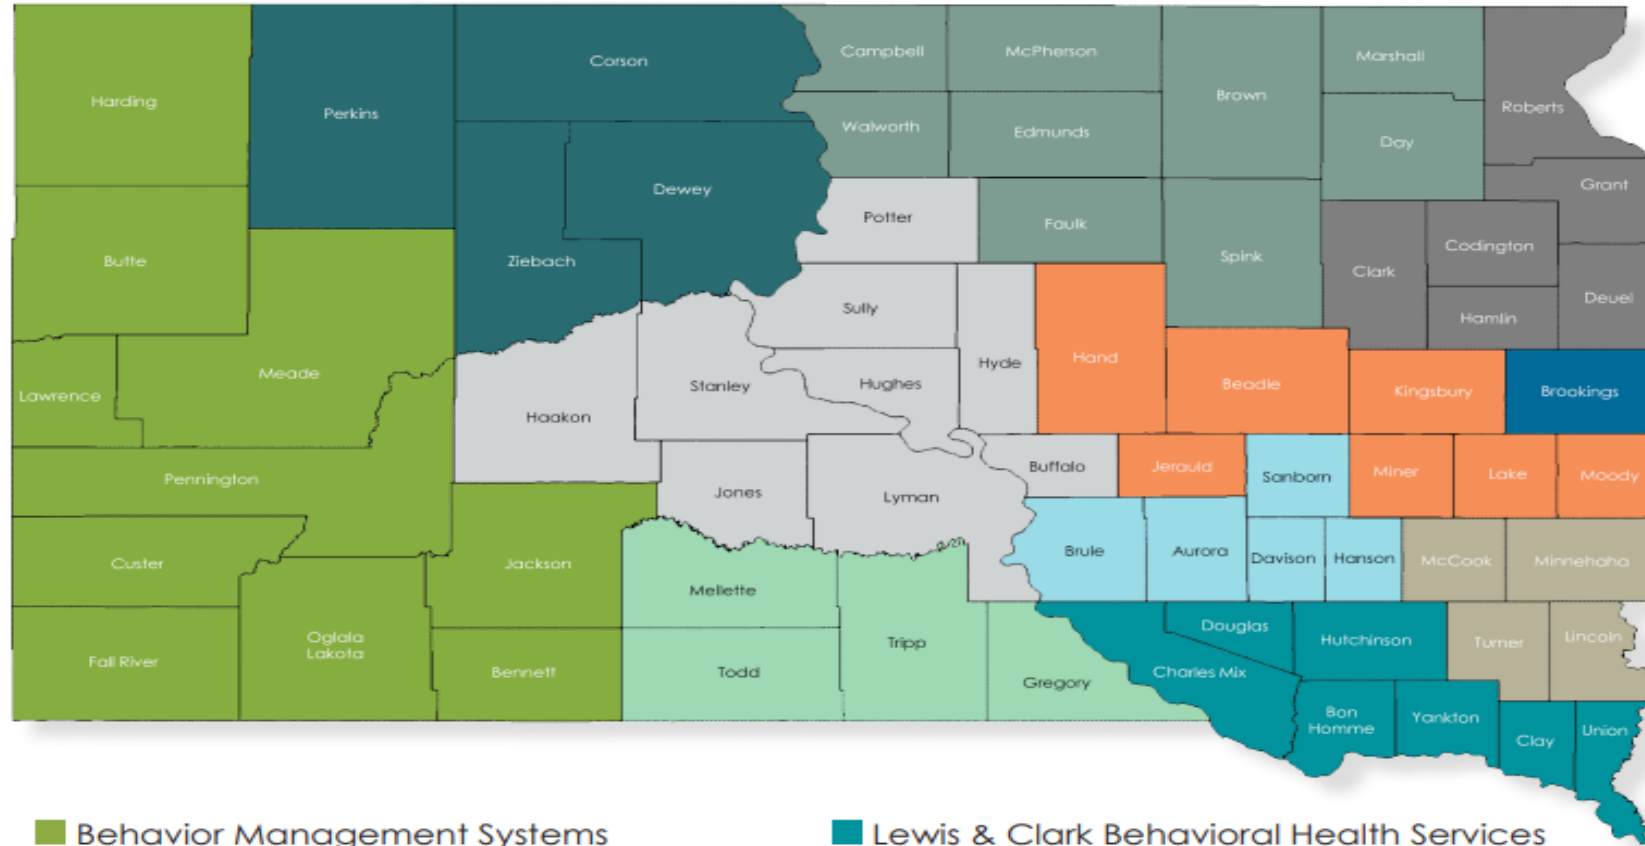 Harding
Perkins
Corson
Campbell
McPherson
Brown
Marshall
Roberts
Walworth
Edmunds
Day
Grant
Butte
Ziebach
Dewey
Potter
Faulk
Spink
Clark
Codington
Hamlin
Deuel
Lawrence
Meade
Haakon
Stanley
Sully
Hughes
Hyde
Hand
Beadle
Kingsbury
Brookings
Pennington
Jones
Lyman
Buffalo
Jerauld
Sanborn
Miner
Lake
Moody
Custer
Jackson
Mellette
Brule
Aurora
Davison
Hanson
McCook
Minnehaha
Fall River
Oglala
Lakota
Bennett
Todd
Tripp
Gregory
Charles Mix
Douglas
Hutchinson
Turner
Lincoln
Bon
Homme
Yankton
Clay
Union
Behavior Management Systems
Lewis & Clark Behavioral Health Services